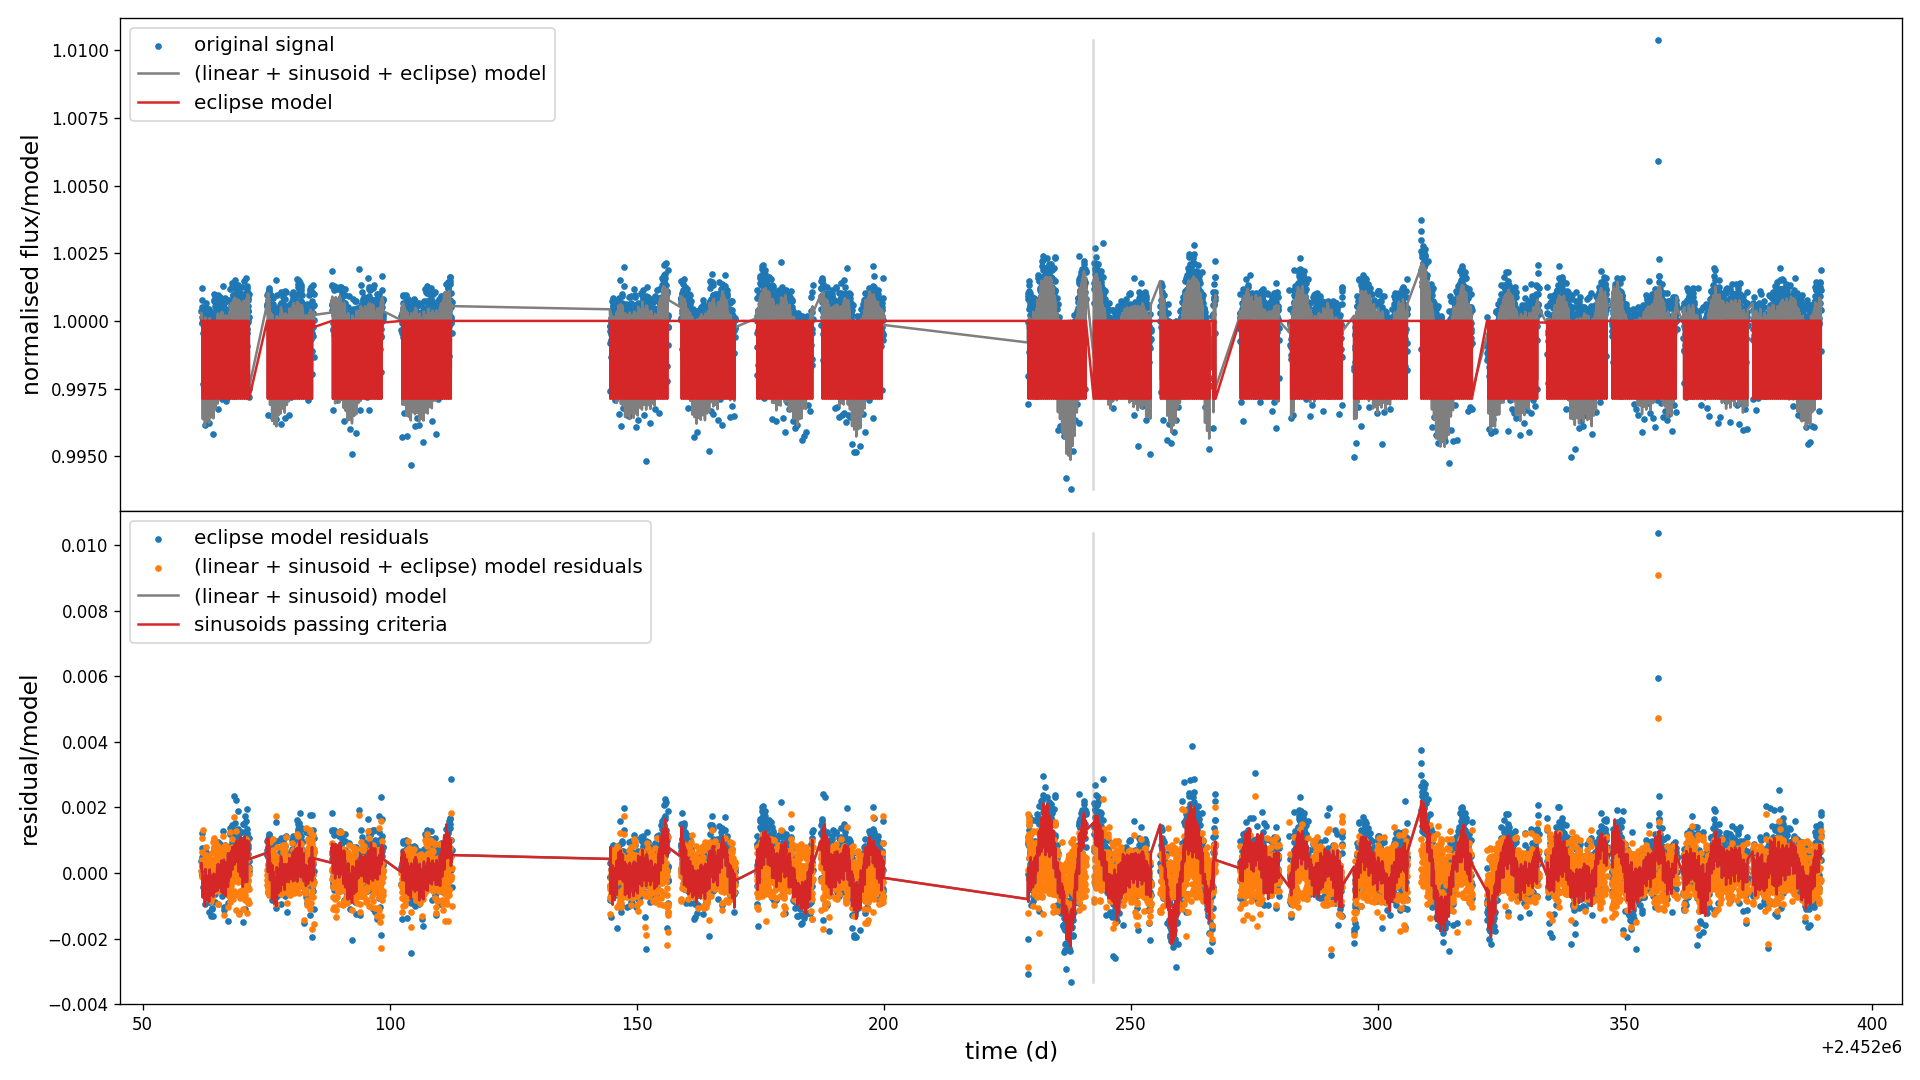 original signal
(linear + sinusoid + eclipse) model
eclipse model
normalised flux/model
1.0100
1.0075
1.0050
1.0025
1.0000
0.9975
0.9950
eclipse model residuals
(linear + sinusoid + eclipse) model residuals
(linear + sinusoid) model
sinusoids passing criteria
residual/model
0.010
0.008
0.006
0.004
0.002
0.000
−0.002
−0.004
50 100 150 200 250 300 350 400
time (d)
+2.452e6